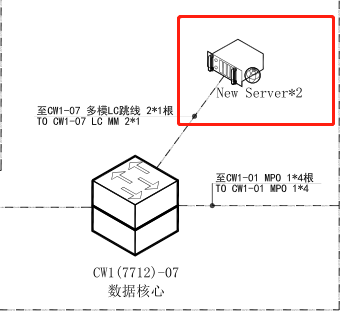 New Server*2
至CW1-07 多模LC跳线 2*1根
TO CW1-07 LC MM 2*1
至CW1-01 MPO 1*4根
TO CW1-01 MPO 1*4
CW1(7712)-07
数据核心